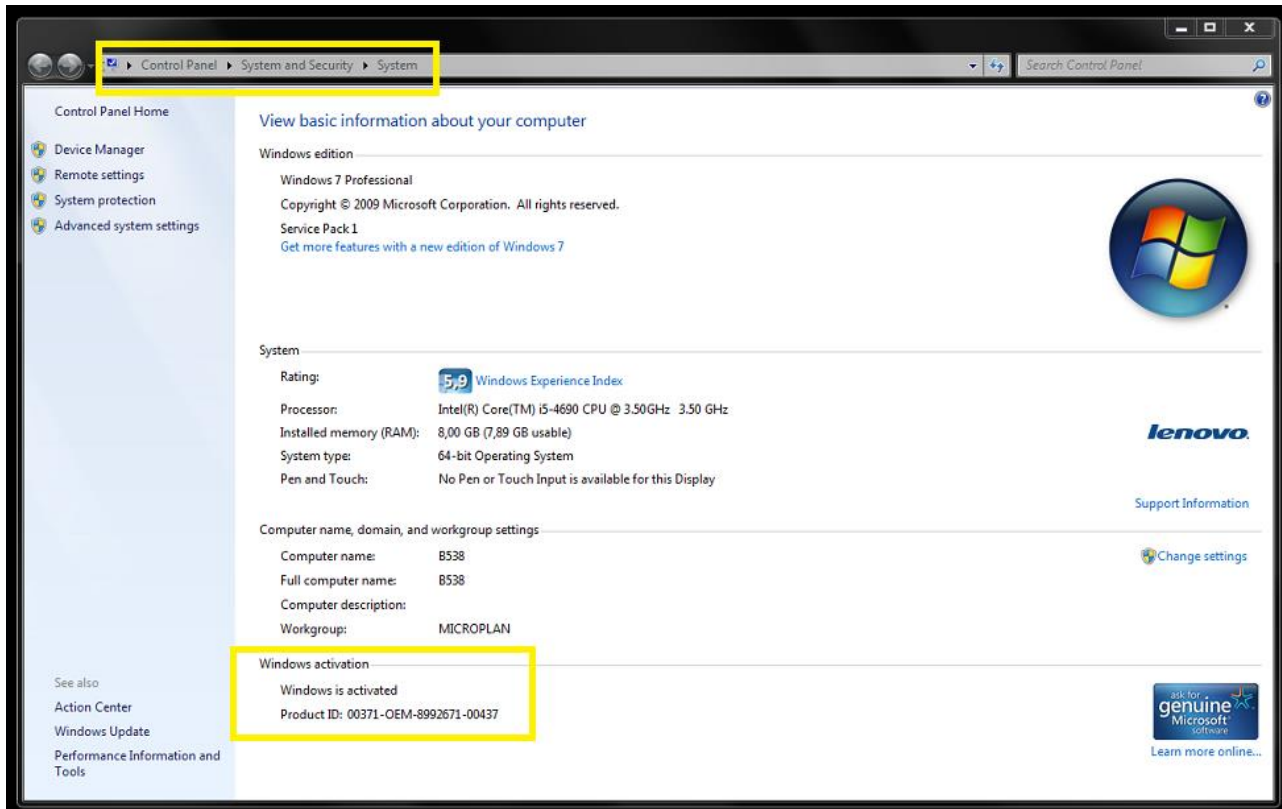 Control Panel ▸ System and Security ▸ System
Search Control Panel
Control Panel Home
Device Manager
Remote settings
System protection
Advanced system settings
View basic information about your computer
Windows edition
Windows 7 Professional
Copyright © 2009 Microsoft Corporation. All rights reserved.
Service Pack 1
Get more features with a new edition of Windows 7
System
Rating:
5,9 Windows Experience Index
Processor: Intel(R) Core(TM) i5-4690 CPU @ 3.50GHz 3.50 GHz
Installed memory (RAM): 8,00 GB (7,89 GB usable)
System type: 64-bit Operating System
Pen and Touch: No Pen or Touch Input is available for this Display
lenovo
Support Information
Computer name, domain, and workgroup settings
Computer name: B538
Full computer name: B538
Computer description:
Workgroup: MICROPLAN
Change settings
Windows activation
Windows is activated
Product ID: 00371-OEM-8992671-00437
See also
Action Center
Windows Update
Performance Information and
Tools
ask for
genuine
Microsoft
software
Learn more online...